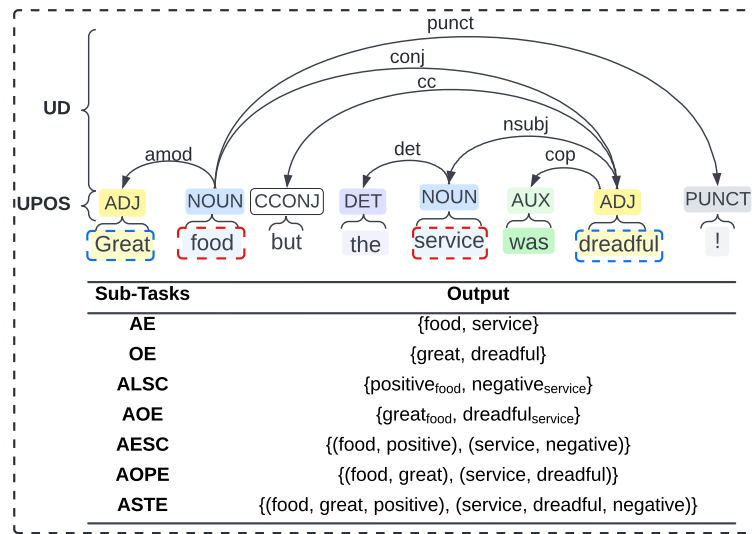 punct
conj
cc
UD
nsubj
amod
det
cop
UPOS ADJ NOUN CCONJ DET NOUN AUX ADJ PUNCT
Great food but the service was dreadful !
Sub-Tasks Output
AE {food, service}
OE {great, dreadful}
ALSC {positivefood, negativeservice}
AOE {greatfood, dreadfulservice}
AESC {(food, positive), (service, negative)}
AOPE {(food, great), (service, dreadful)}
ASTE {(food, great, positive), (service, dreadful, negative)}